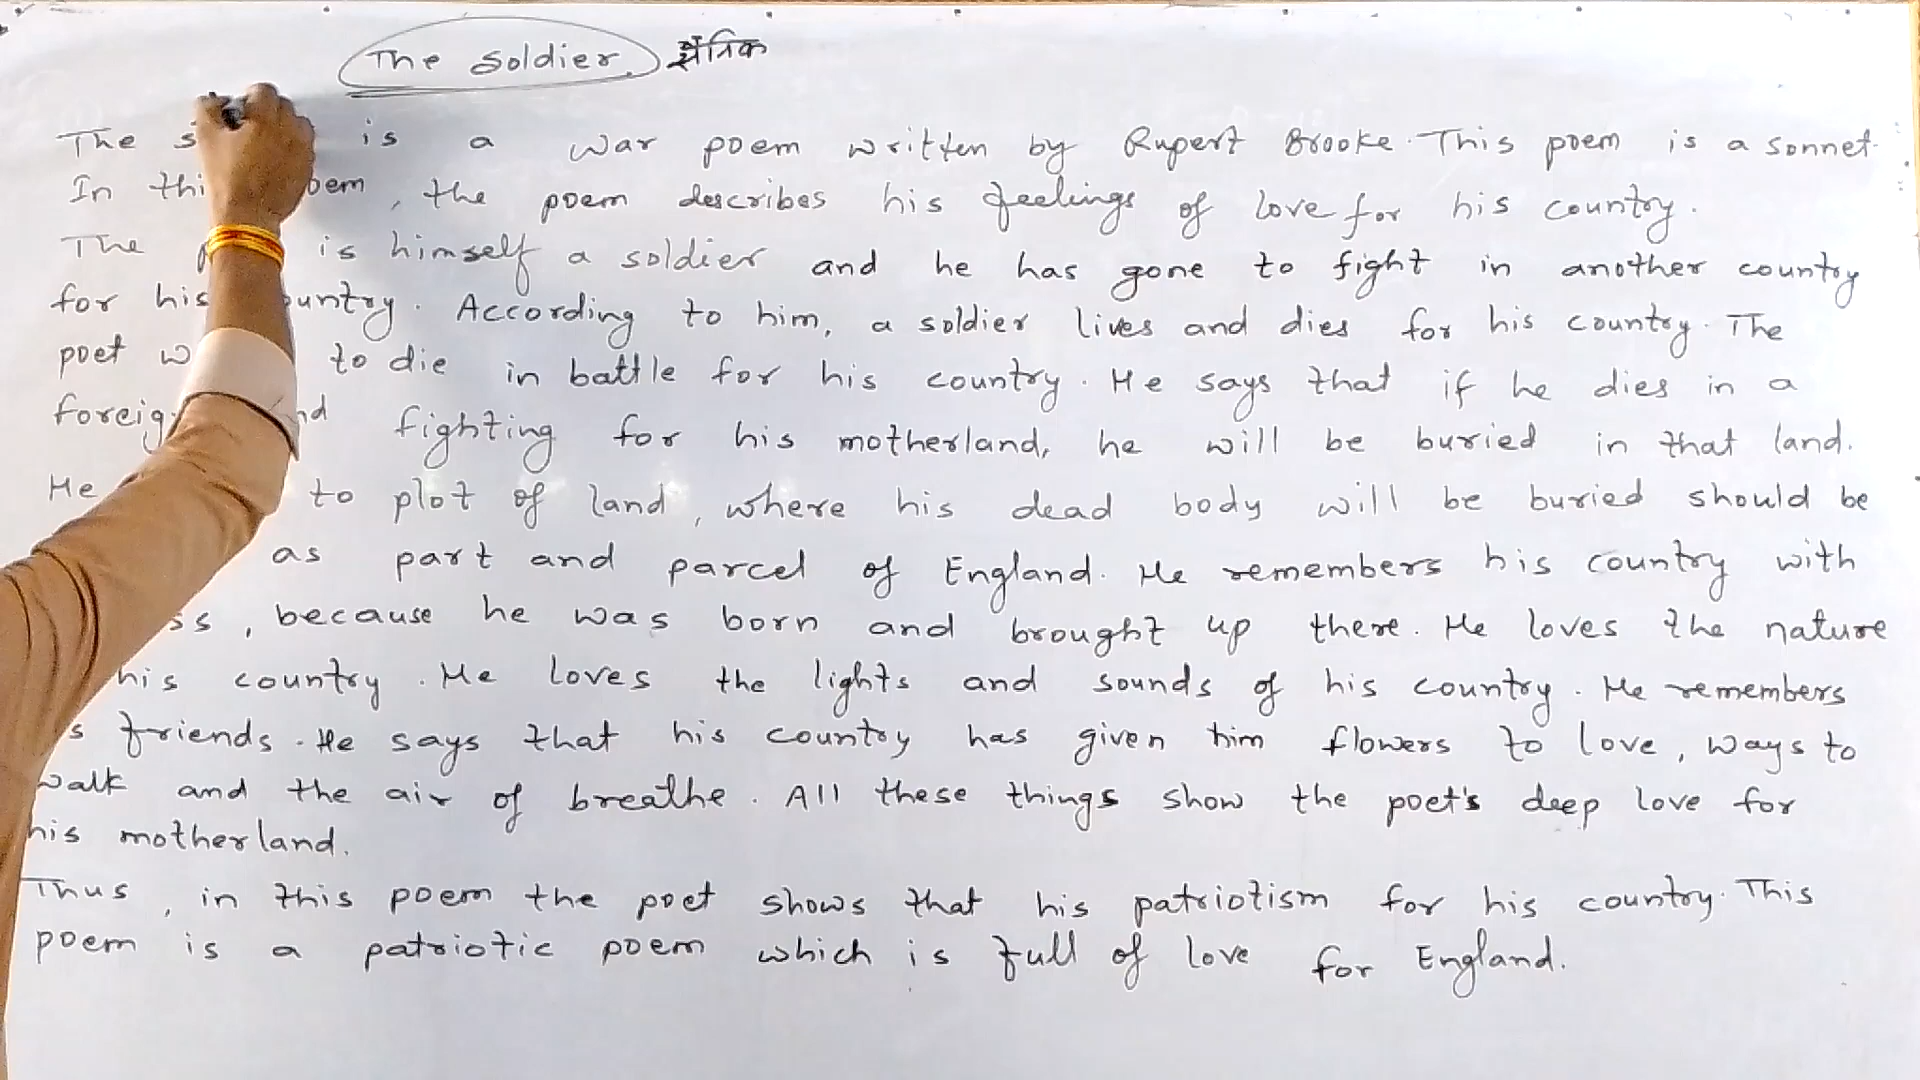 The Soldier. सैनिक
The is a war poem written by Rupert Brooke. This poem is a sonnet.
In this poem, the poem describes his feelings of love for his country.
The is himself a soldier and he has gone to fight in another country
for his country. According to him, a soldier lives and dies for his country. The
poet to die in battle for his country. He says that if he dies in a
foreign land fighting for his motherland, he will be buried in that land.
He to plot of land, where his dead body will be buried should be
as part and parcel of England. He remembers his country with
, because he was born and brought up there. He loves the nature
his country. He loves the lights and sounds of his country. He remembers
friends. He says that his country has given him flowers to love, ways to
walk and the air of breathe. All these things show the poet's deep love for
his motherland.
Thus, in this poem the poet shows that his patriotism for his country. This
poem is a patriotic poem which is full of love for England.